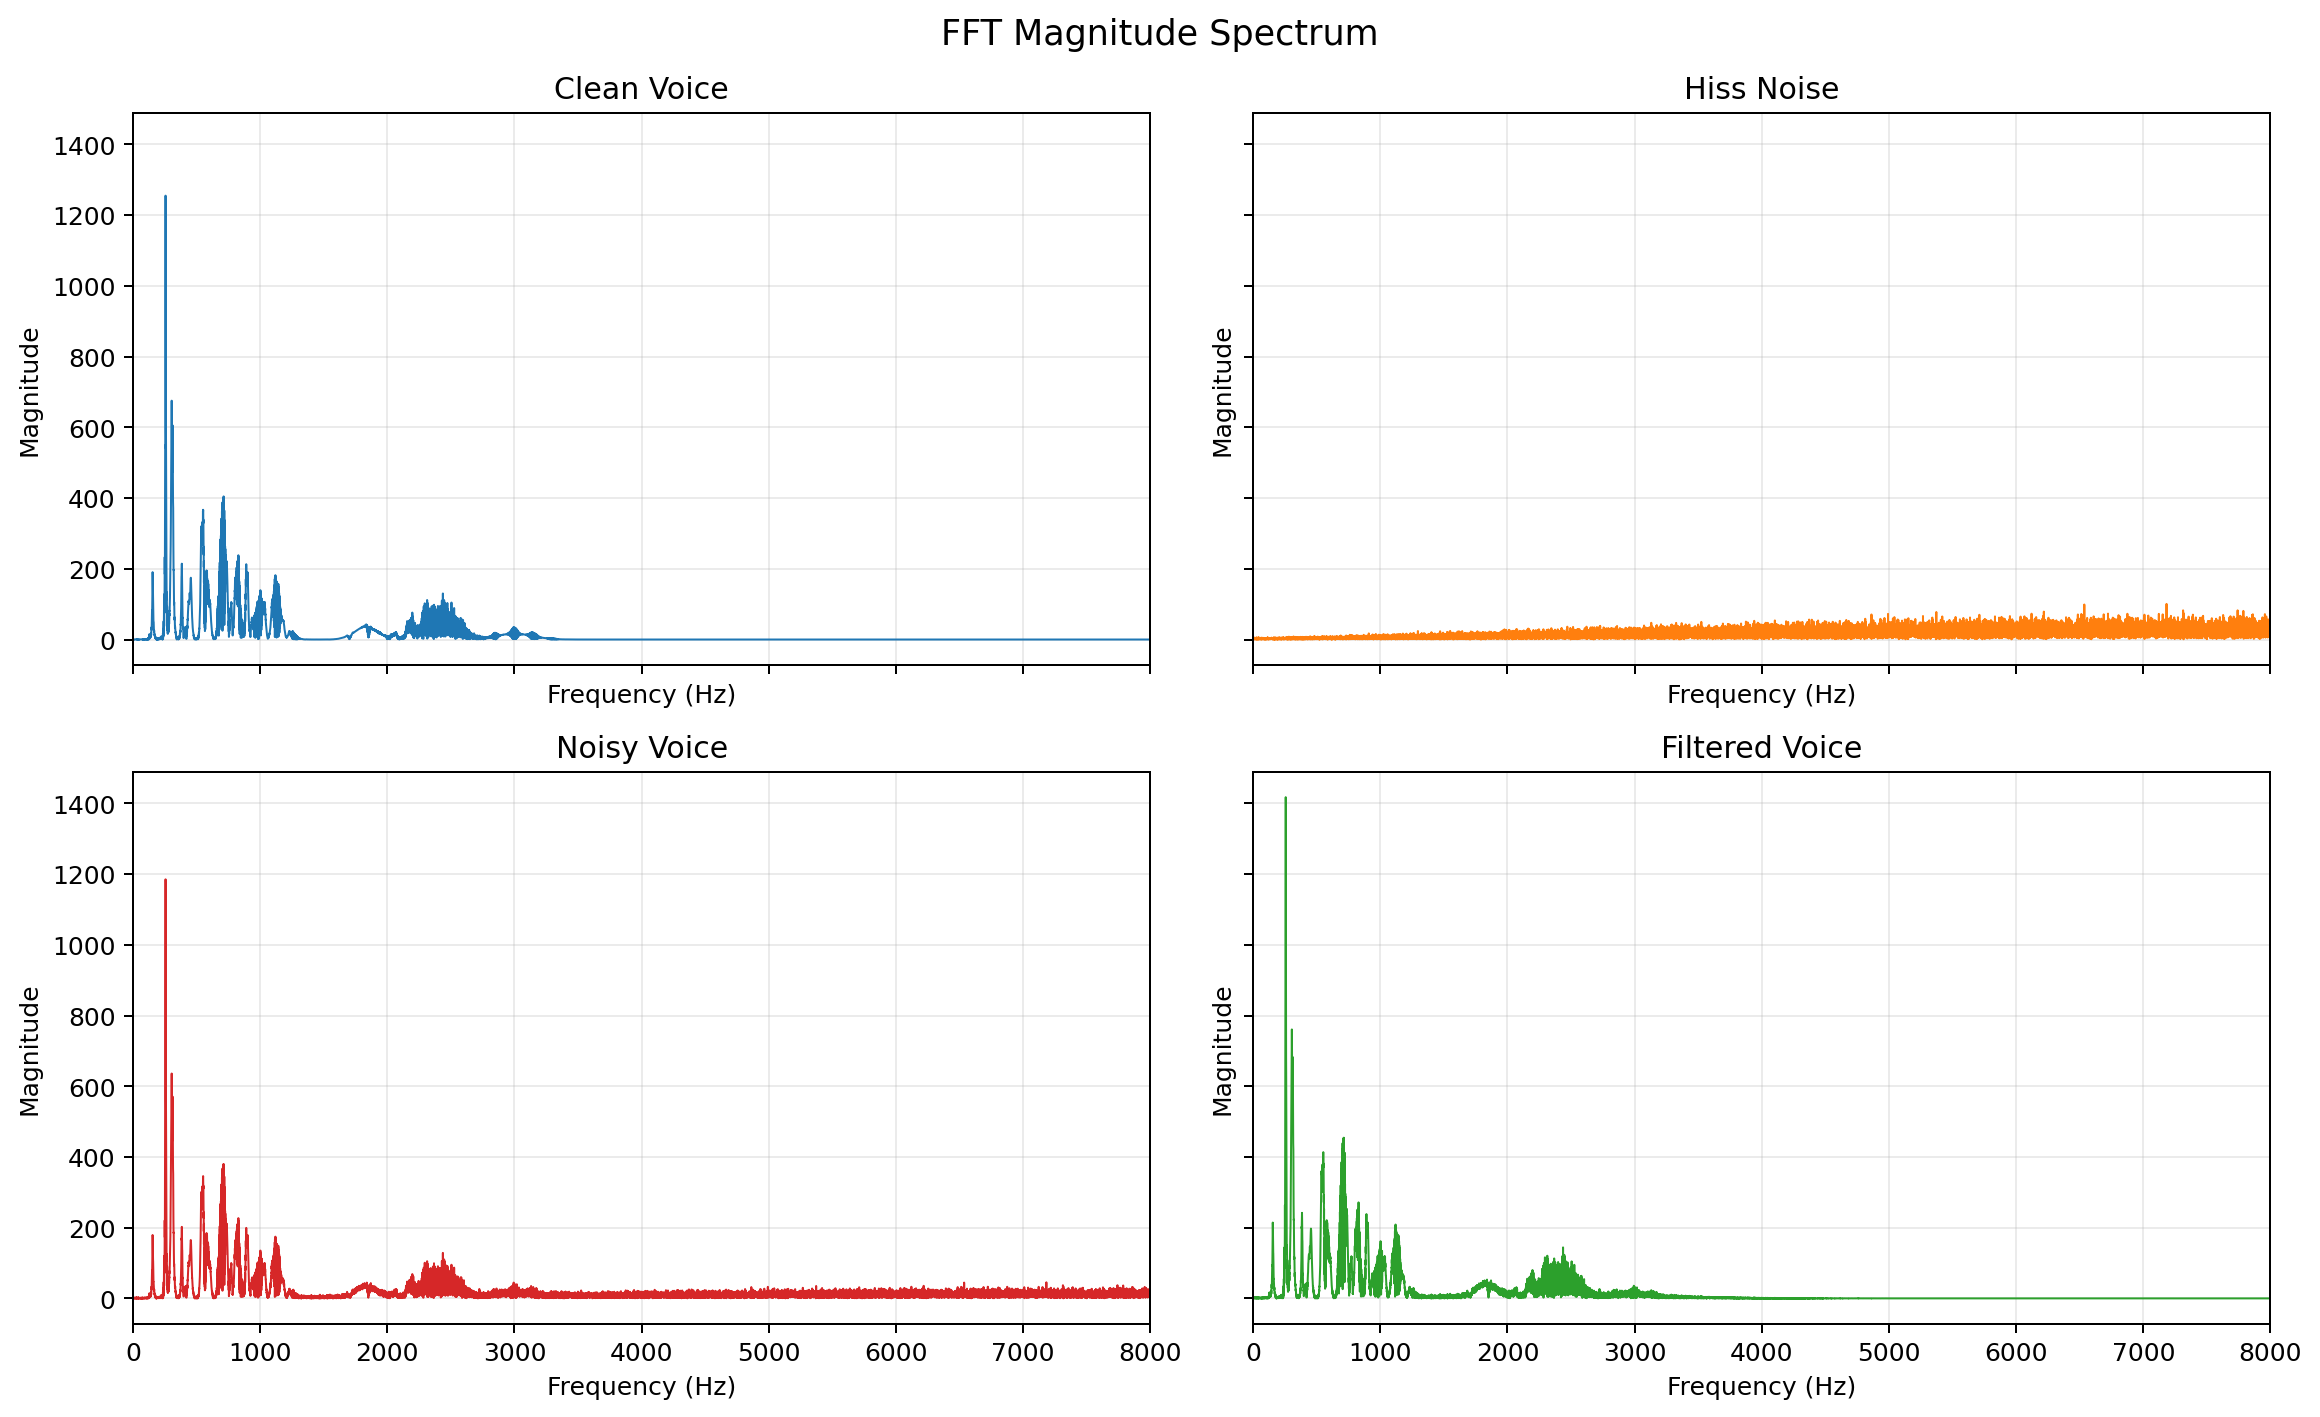 FFT Magnitude Spectrum
Clean Voice
Hiss Noise
1400
1200
1000
800
600
400
200
0
Magnitude
Magnitude
Frequency (Hz)
Frequency (Hz)
Noisy Voice
Filtered Voice
1400
1200
1000
800
600
400
200
0
Magnitude
Magnitude
0 1000 2000 3000 4000 5000 6000 7000 8000
0 1000 2000 3000 4000 5000 6000 7000 8000
Frequency (Hz)
Frequency (Hz)